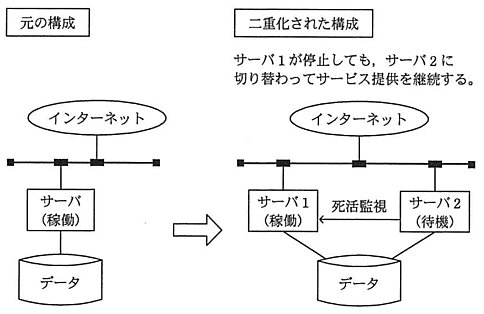 元の構成
二重化された構成
サーバ1が停止しても，サーバ2に
切り替わってサービス提供を継続する。
インターネット
サーバ
(稼働)
データ
インターネット
サーバ1
(稼働)
死活監視
サーバ2
(待機)
データ